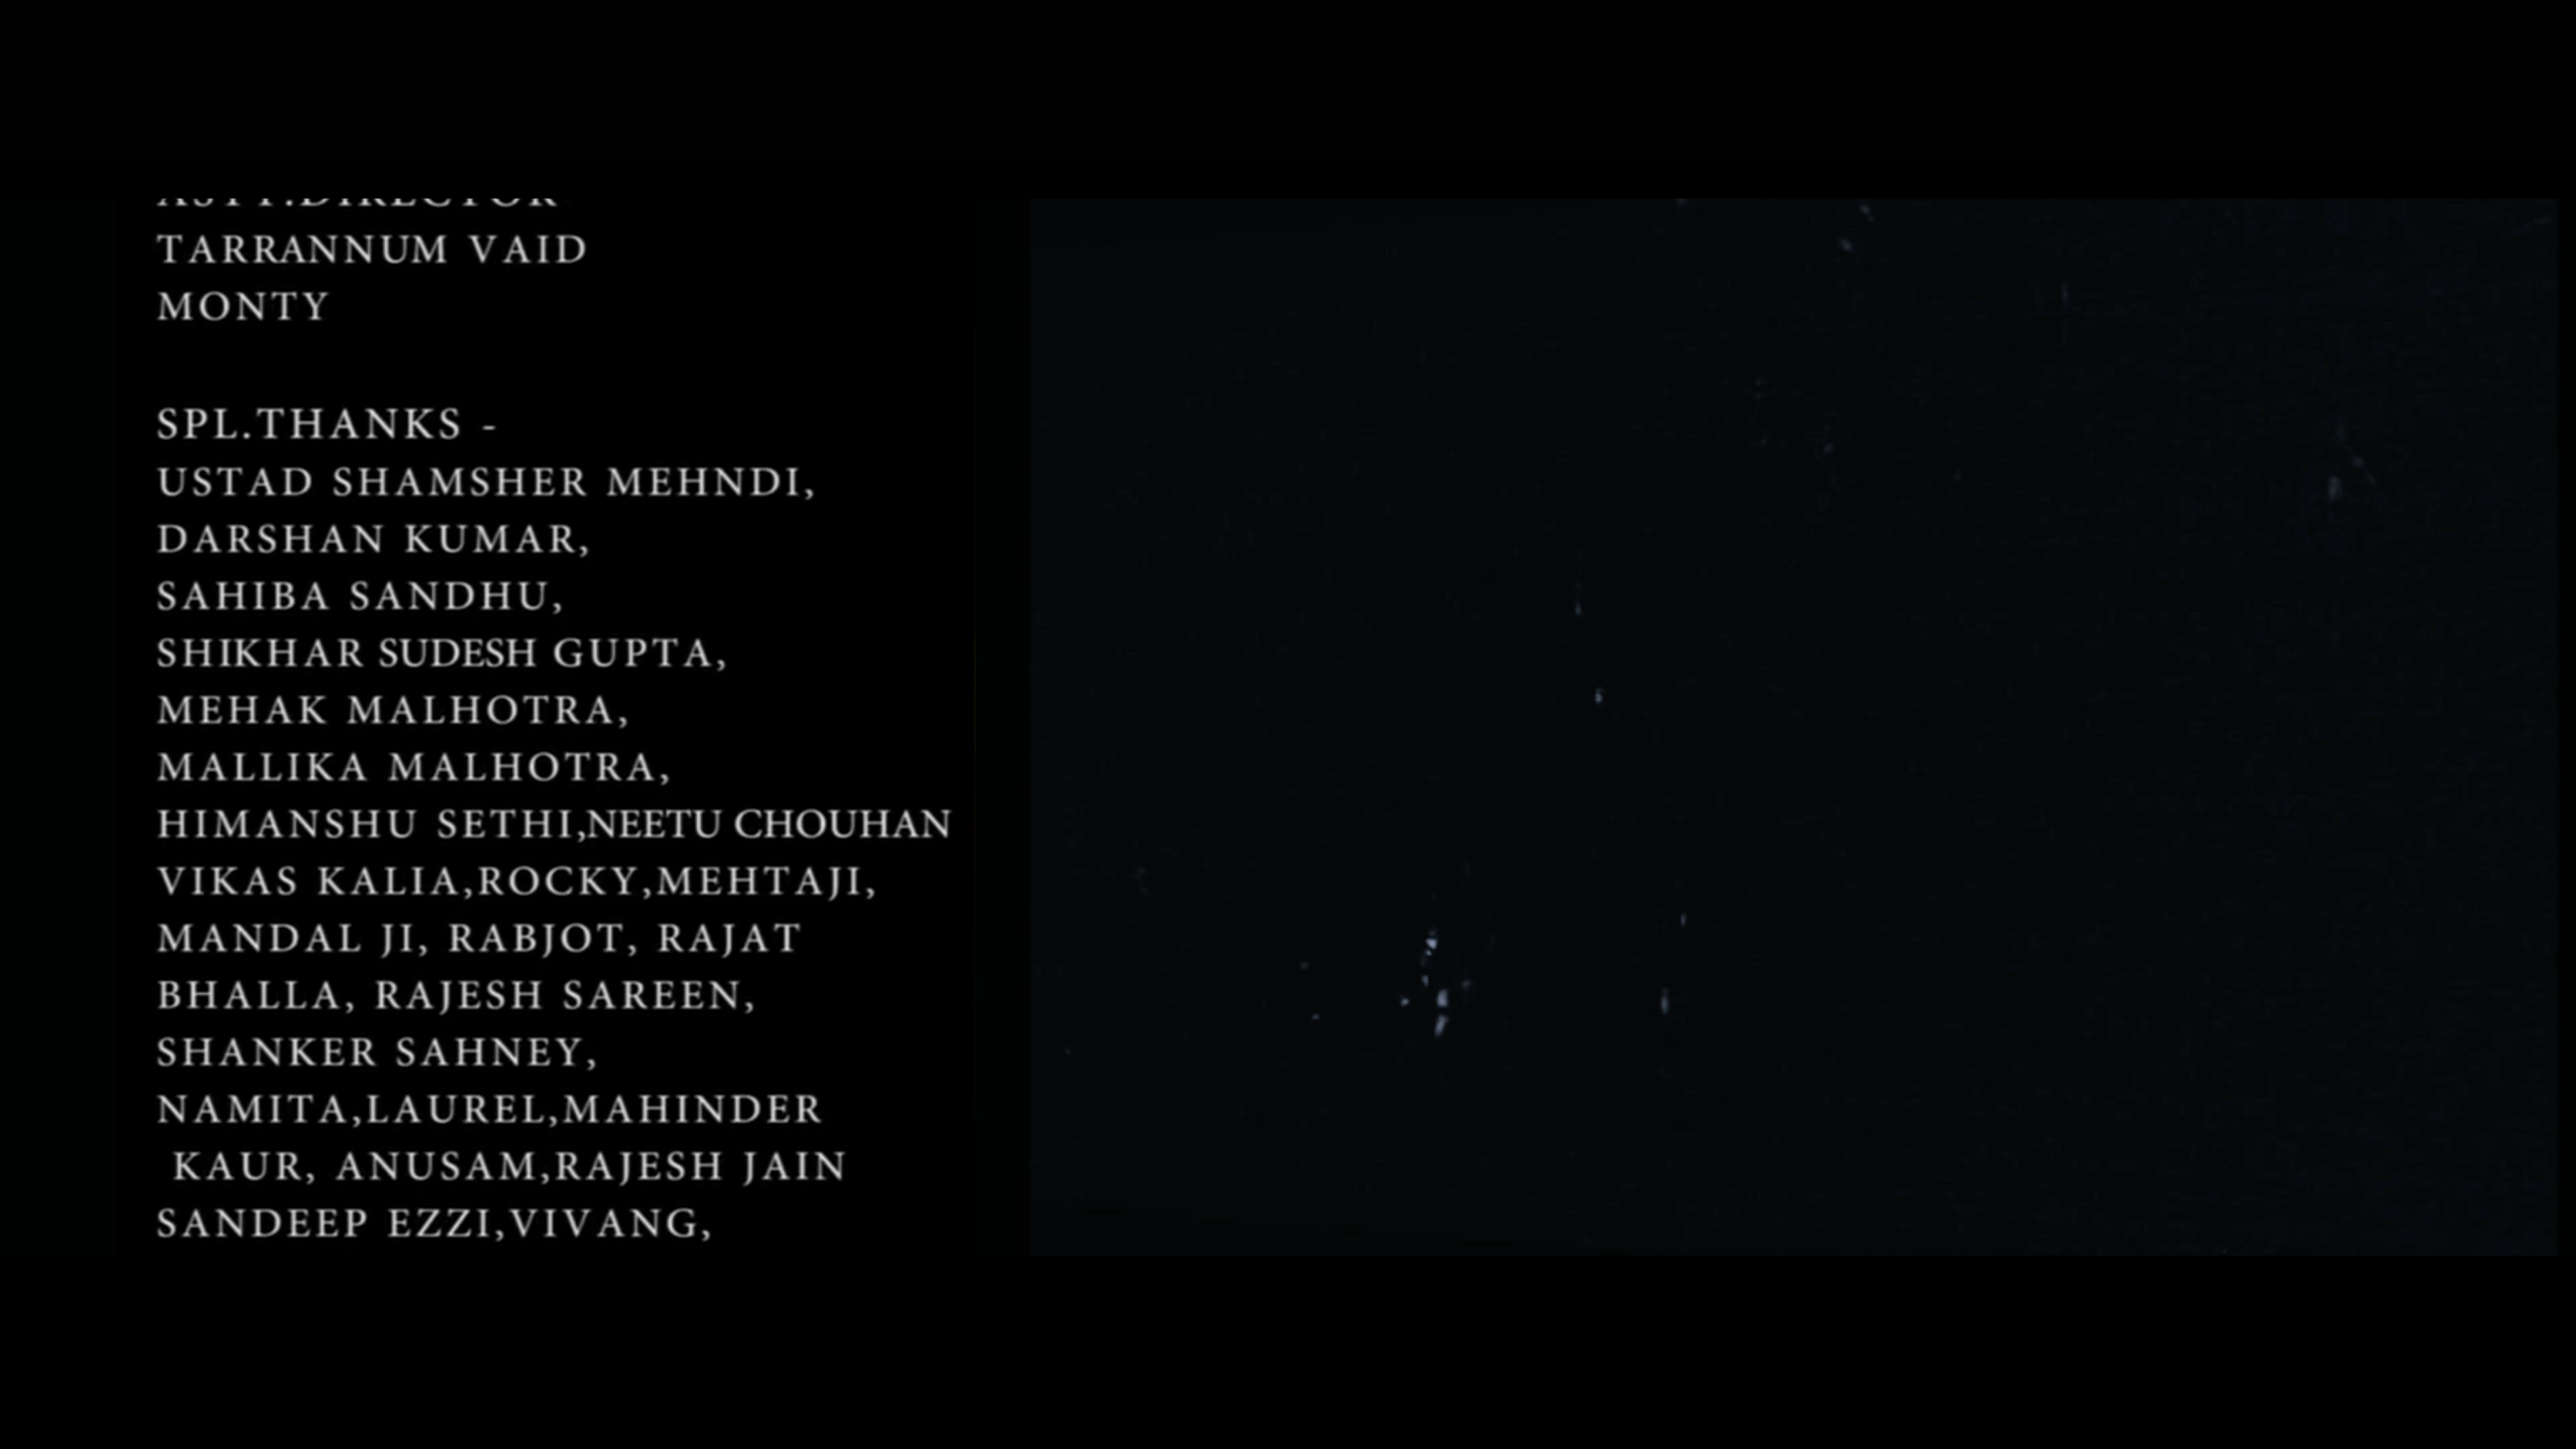 ASTT.DIRECTOR
TARRANNUM VAID
MONTY
SPL.THANKS -
USTAD SHAMSHER MEHNDI,
DARSHAN KUMAR,
SAHIBA SANDHU,
SHIKHAR SUDESH GUPTA,
MEHAK MALHOTRA,
MALLIKA MALHOTRA,
HIMANSHU SETHI,NEETU CHOUHAN
VIKAS KALIA,ROCKY,MEHTAJI,
MANDAL JI, RABJOT, RAJAT
BHALLA, RAJESH SAREEN,
SHANKER SAHNEY,
NAMITA,LAUREL,MAHINDER
KAUR, ANUSAM,RAJESH JAIN
SANDEEP EZZI,VIVANG,